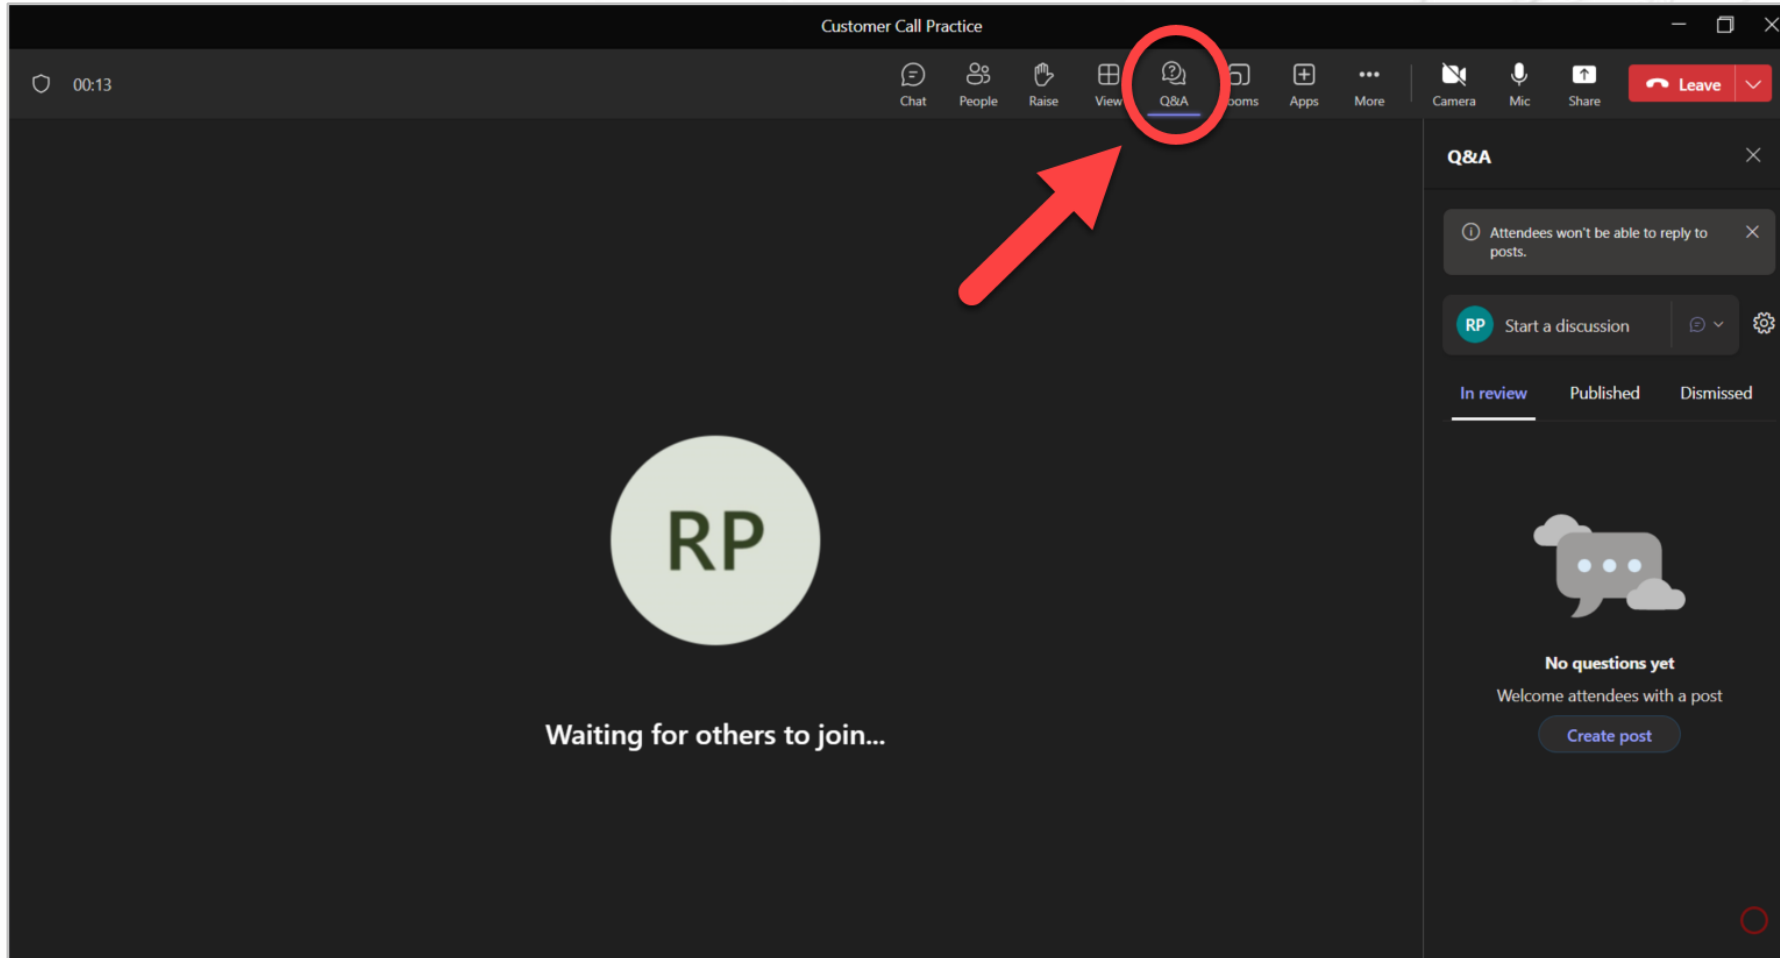 Customer Call Practice
00:13
Chat
People
Raise
View
Q&A
ooms
Apps
More
Camera
Mic
Share
Leave
Q&A
Attendees won't be able to reply to
posts.
RP
Start a discussion
In review
Published
Dismissed
RP
Waiting for others to join...
No questions yet
Welcome attendees with a post
Create post